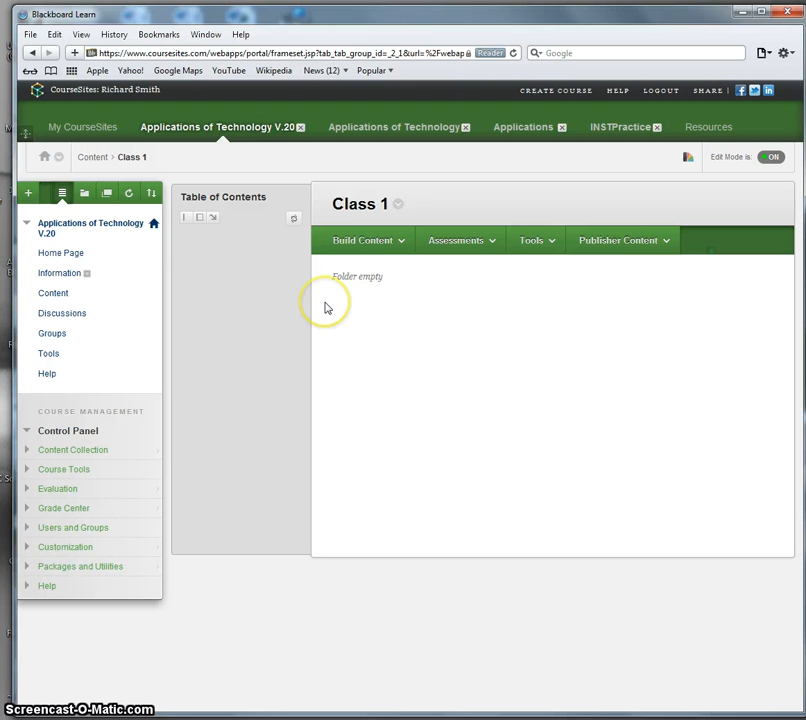 Blackboard Learn
File Edit View History Bookmarks Window Help
https://www.coursesites.com/webapps/portal/frameset.jsp?tab_tab_group_id=_2_1&url=%2Fwebap Reader Google
Apple Yahoo! Google Maps YouTube Wikipedia News (12) Popular
CourseSites: Richard Smith CREATE COURSE HELP LOGOUT SHARE
My CourseSites Applications of Technology V.20 Applications of Technology Applications INSTPractice Resources
Content > Class 1 Edit Mode is: ON
Table of Contents
Class 1
Applications of Technology
V.20
Home Page
Information
Content
Discussions
Groups
Tools
Help
Build Content Assessments Tools Publisher Content
Folder empty
COURSE MANAGEMENT
Control Panel
Content Collection
Course Tools
Evaluation
Grade Center
Users and Groups
Customization
Packages and Utilities
Help
Screencast-O-Matic.com